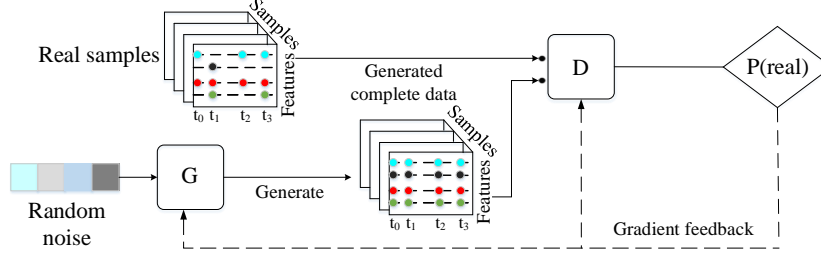 Real samples
Samples
Features
t0 t1 t2 t3
Generated
complete data
D
P(real)
Samples
Features
t0 t1 t2 t3
G
Generate
Random
noise
Gradient feedback